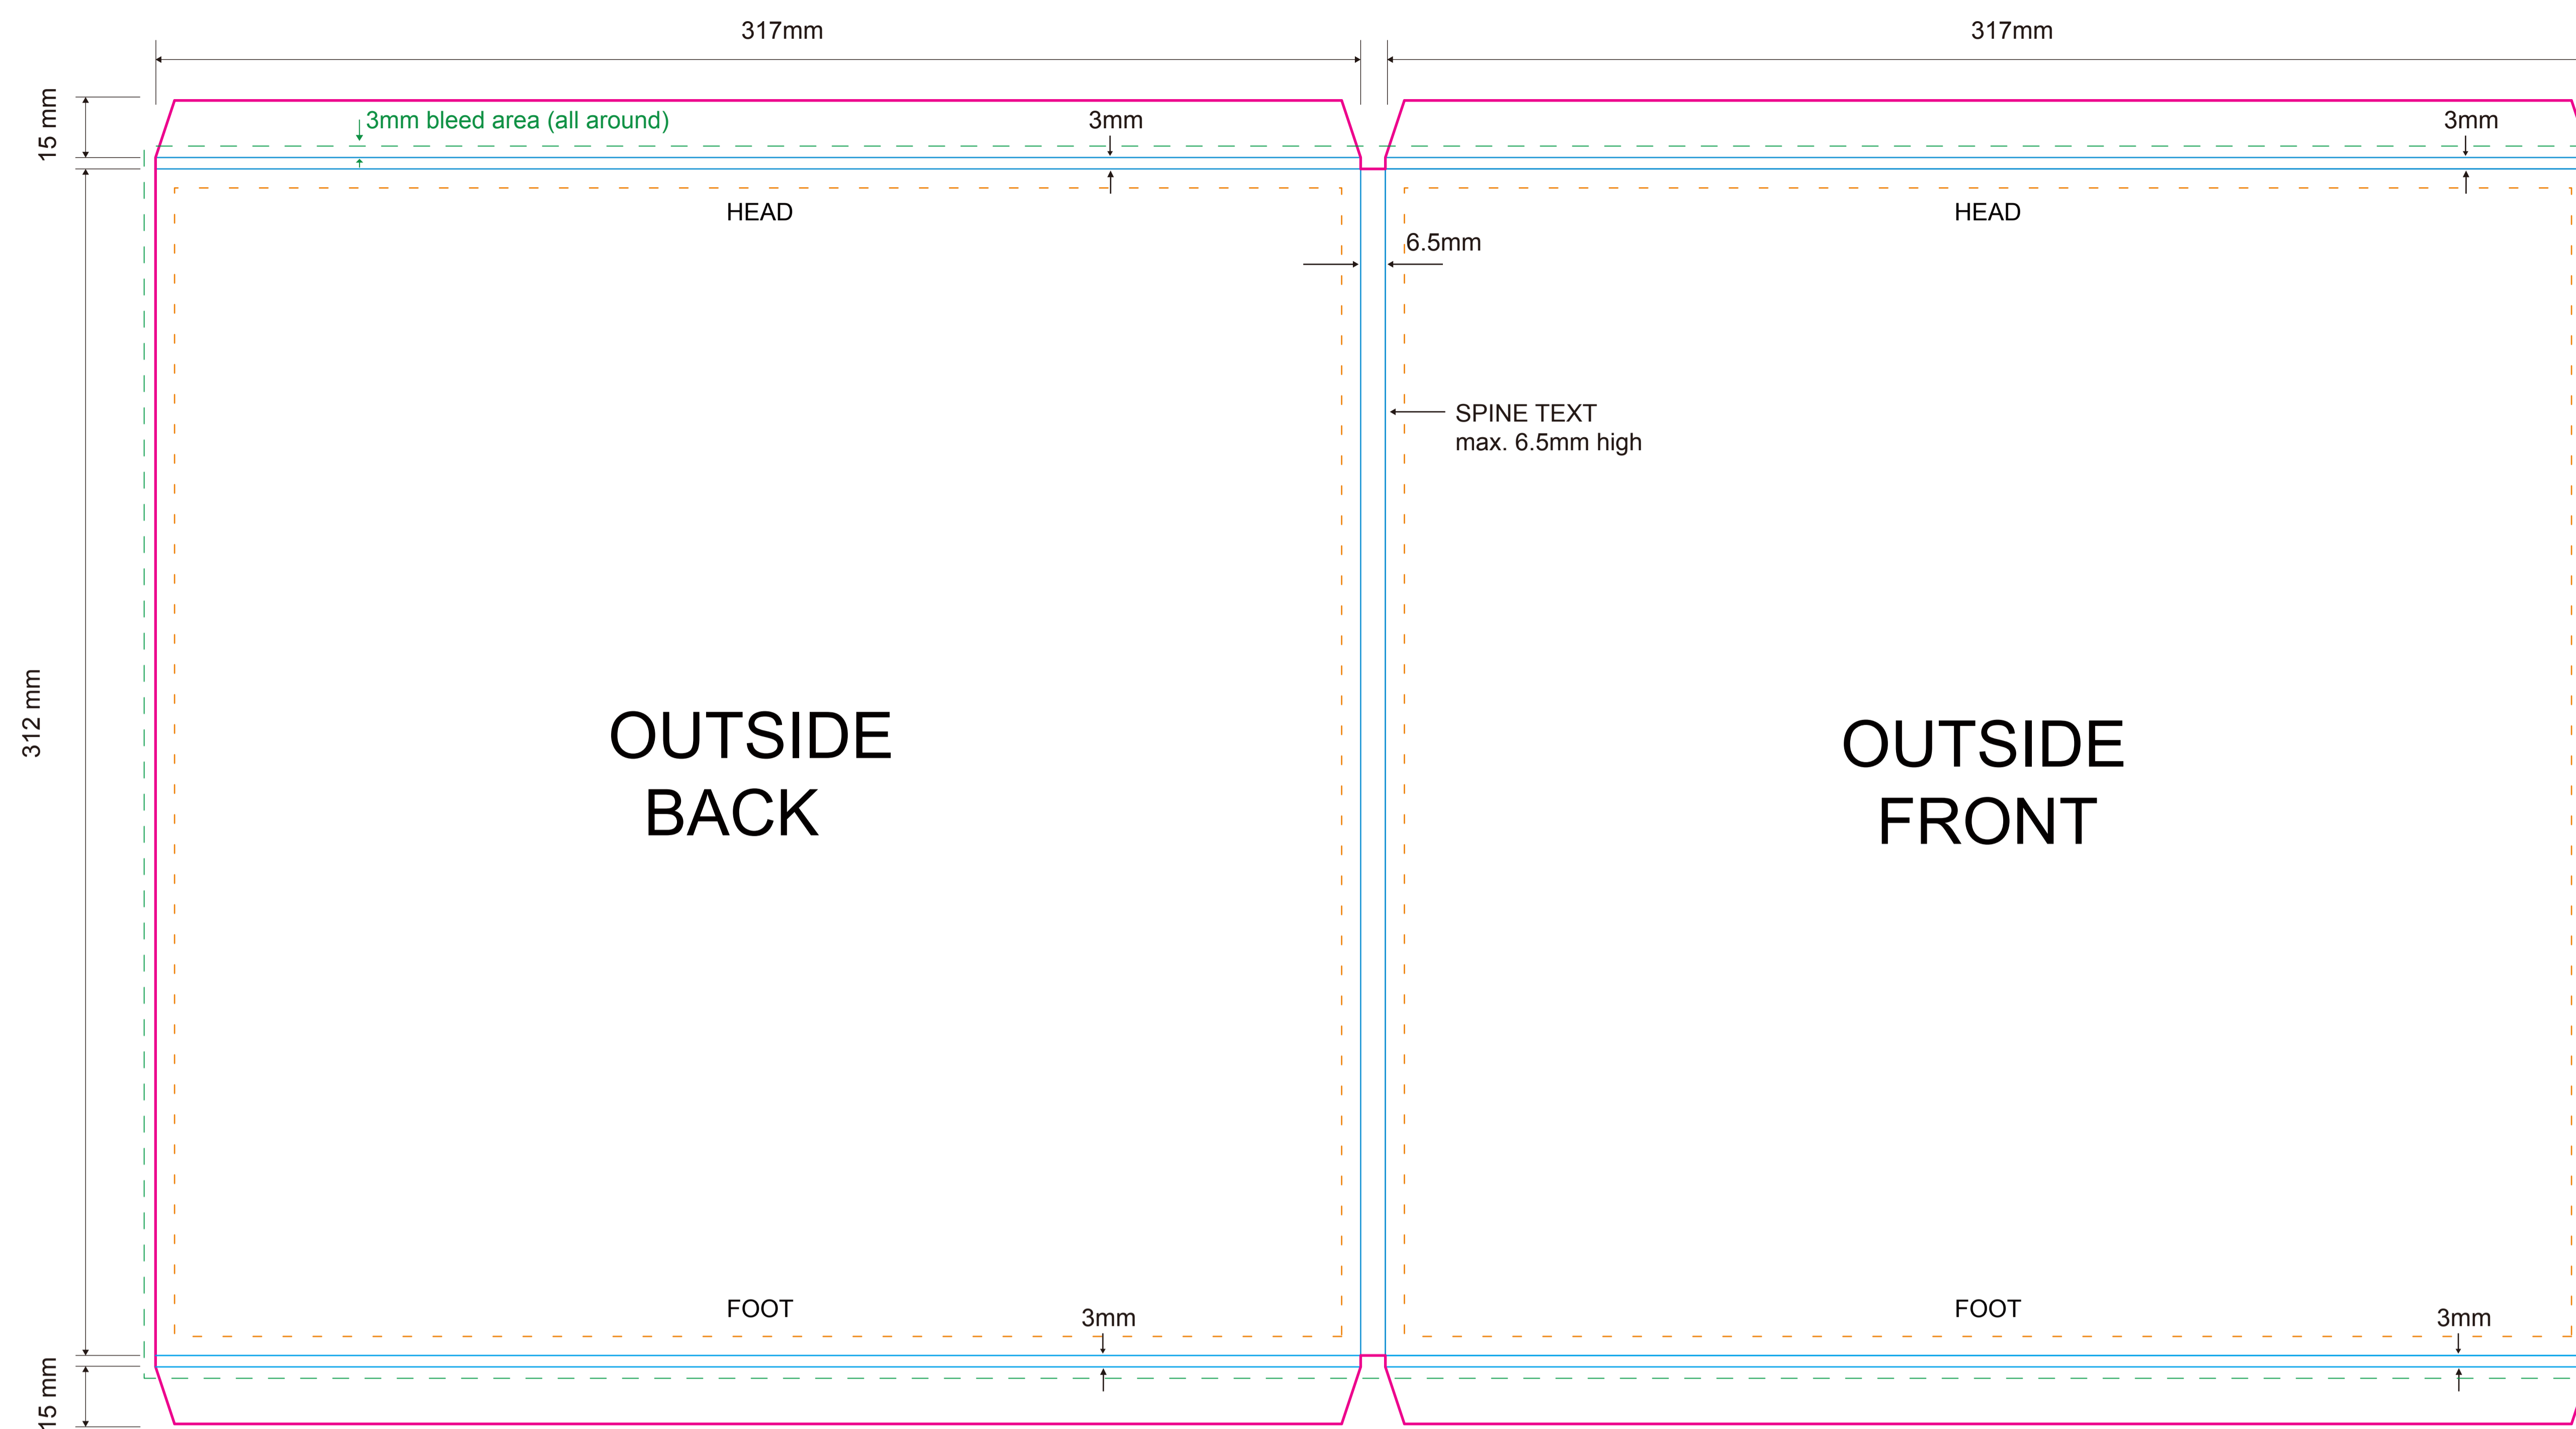 317mm
317mm
15 mm
3mm bleed area (all around)
3mm
3mm
HEAD
HEAD
6.5mm
SPINE TEXT
max. 6.5mm high
312 mm
OUTSIDE
BACK
OUTSIDE
FRONT
FOOT
FOOT
3mm
3mm
15 mm